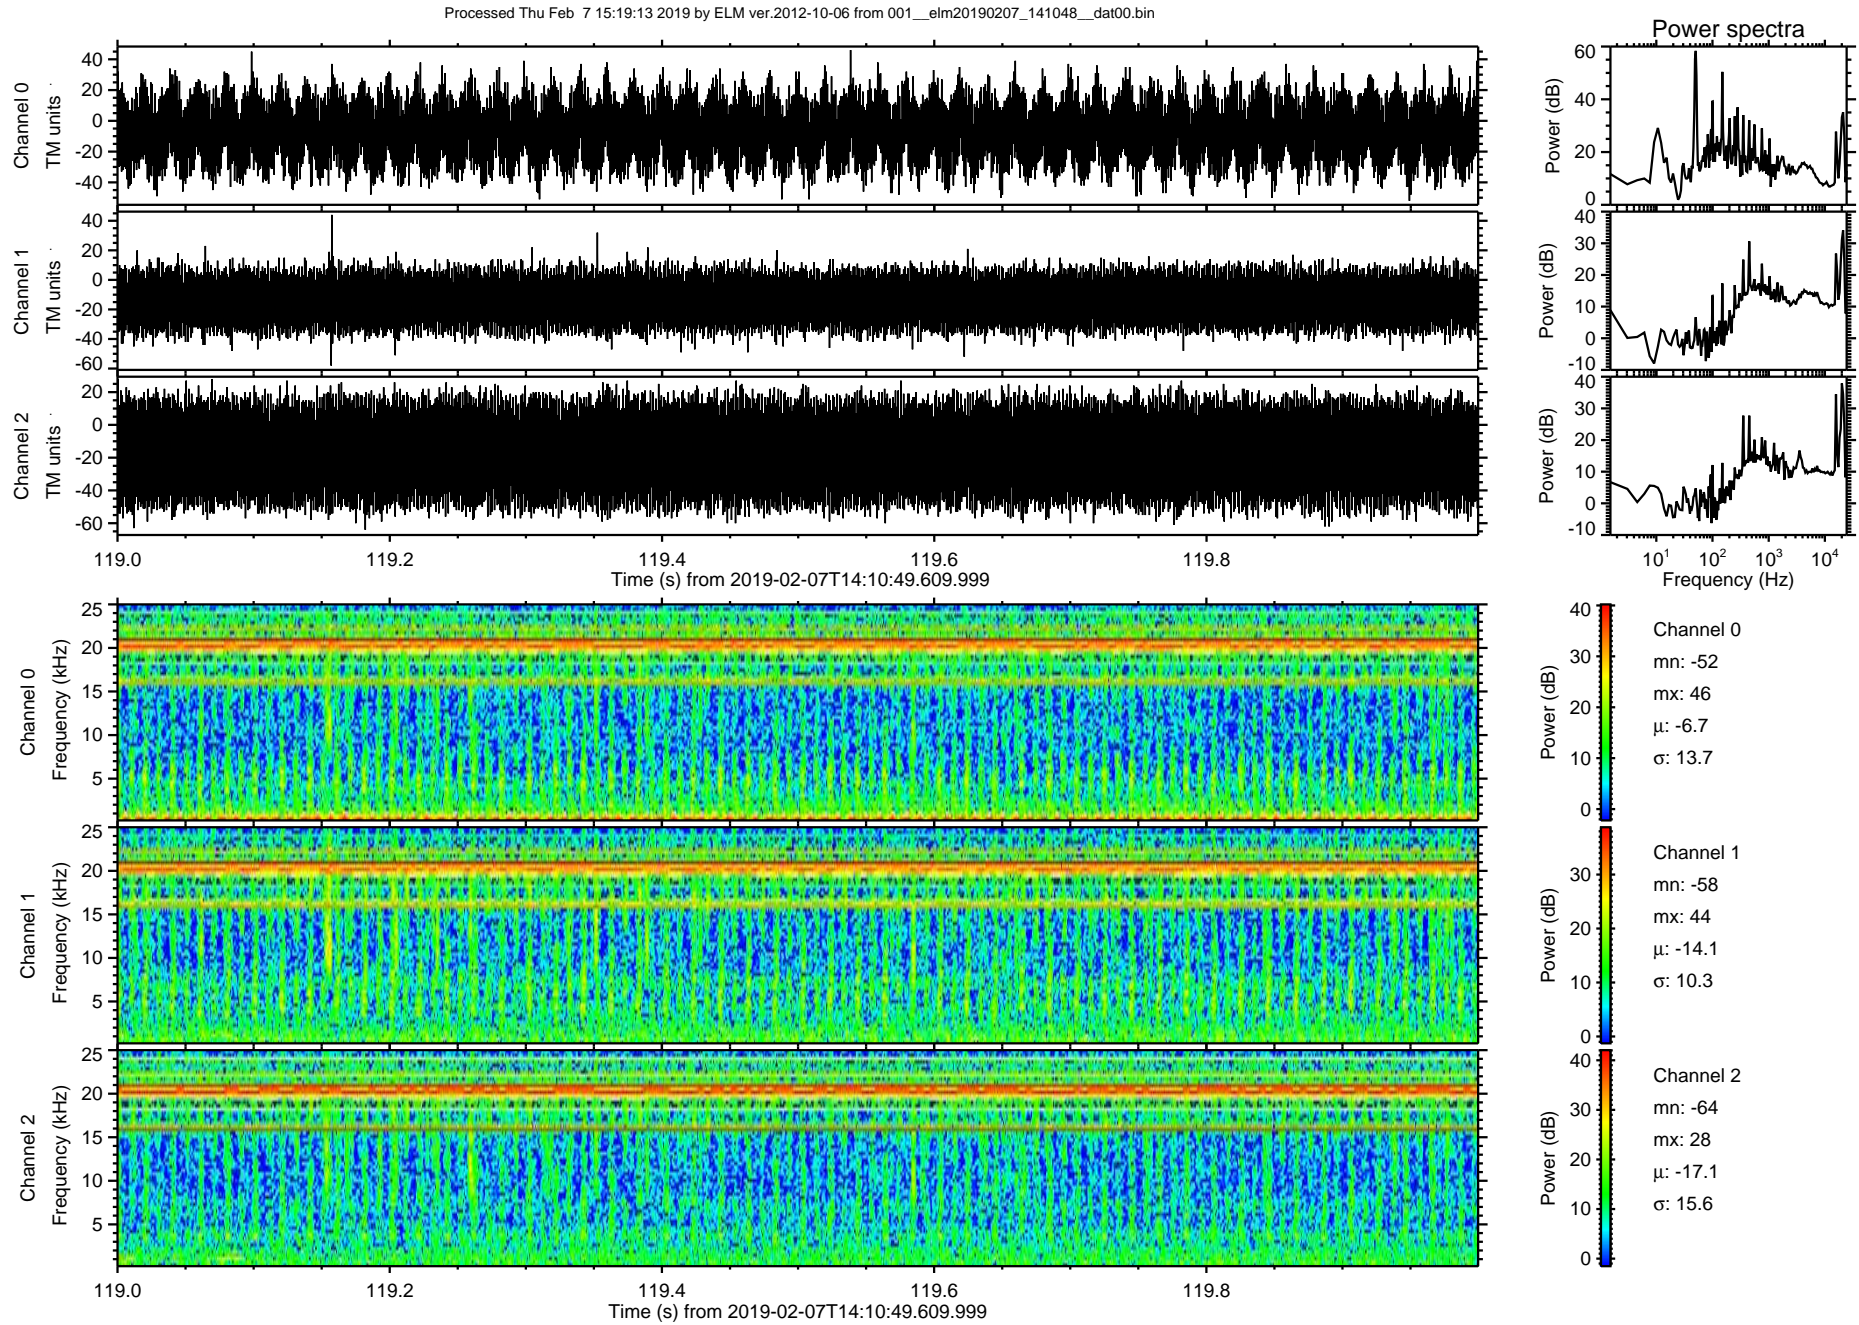 Processed Thu Feb  7 15:19:13 2019 by ELM ver.2012-10-06 from 001__elm20190207_141048__dat00.bin
Power spectra
Channel 0
TM units
40
20
0
-20
-40
Power (dB)
60
40
20
0
Channel 1
TM units
40
20
0
-20
-40
-60
Power (dB)
40
30
20
10
0
-10
Channel 2
TM units
20
0
-20
-40
-60
Power (dB)
40
30
20
10
0
-10
119.0 119.2 119.4 119.6 119.8
Time (s) from 2019-02-07T14:10:49.609.999
10¹ 10² 10³ 10⁴
Frequency (Hz)
Channel 0
Frequency (kHz)
25
20
15
10
5
Power (dB)
40
30
20
10
0
Channel 0
mn: -52
mx: 46
μ: -6.7
σ: 13.7
Channel 1
Frequency (kHz)
25
20
15
10
5
Power (dB)
30
20
10
0
Channel 1
mn: -58
mx: 44
μ: -14.1
σ: 10.3
Channel 2
Frequency (kHz)
25
20
15
10
5
Power (dB)
40
30
20
10
0
Channel 2
mn: -64
mx: 28
μ: -17.1
σ: 15.6
119.0 119.2 119.4 119.6 119.8
Time (s) from 2019-02-07T14:10:49.609.999